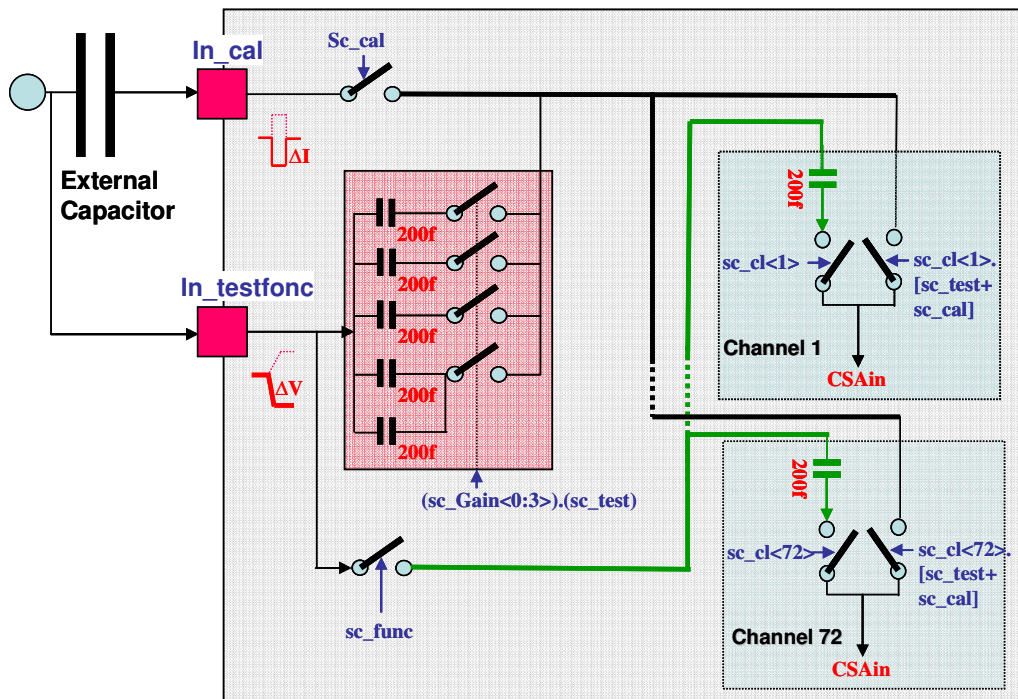 Sc_cal
In_cal
ΔI
External
Capacitor
200f
200f
200f
200f
200f
In_testfonc
ΔV
(sc_Gain<0:3>).(sc_test)
sc_func
200f
sc_cl<1>
sc_cl<1>.
[sc_test+
sc_cal]
Channel 1
CSAin
200f
sc_cl<72>
sc_cl<72>.
[sc_test+
sc_cal]
Channel 72
CSAin